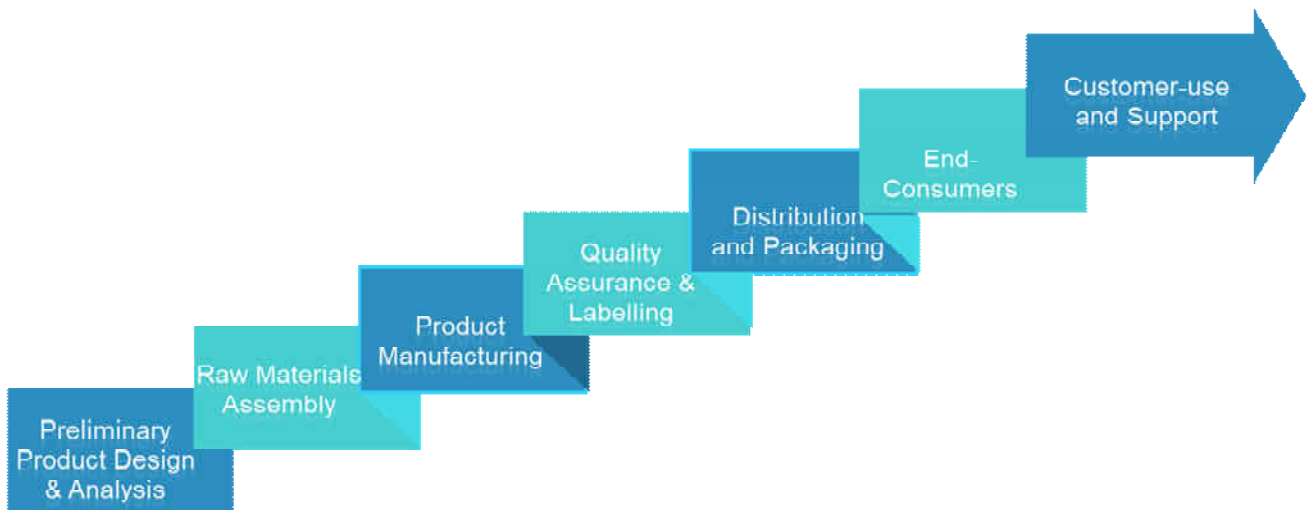 Preliminary
Product Design
& Analysis
Raw Materials
Assembly
Product
Manufacturing
Quality
Assurance &
Labelling
Distribution
and Packaging
End-
Consumers
Customer-use
and Support